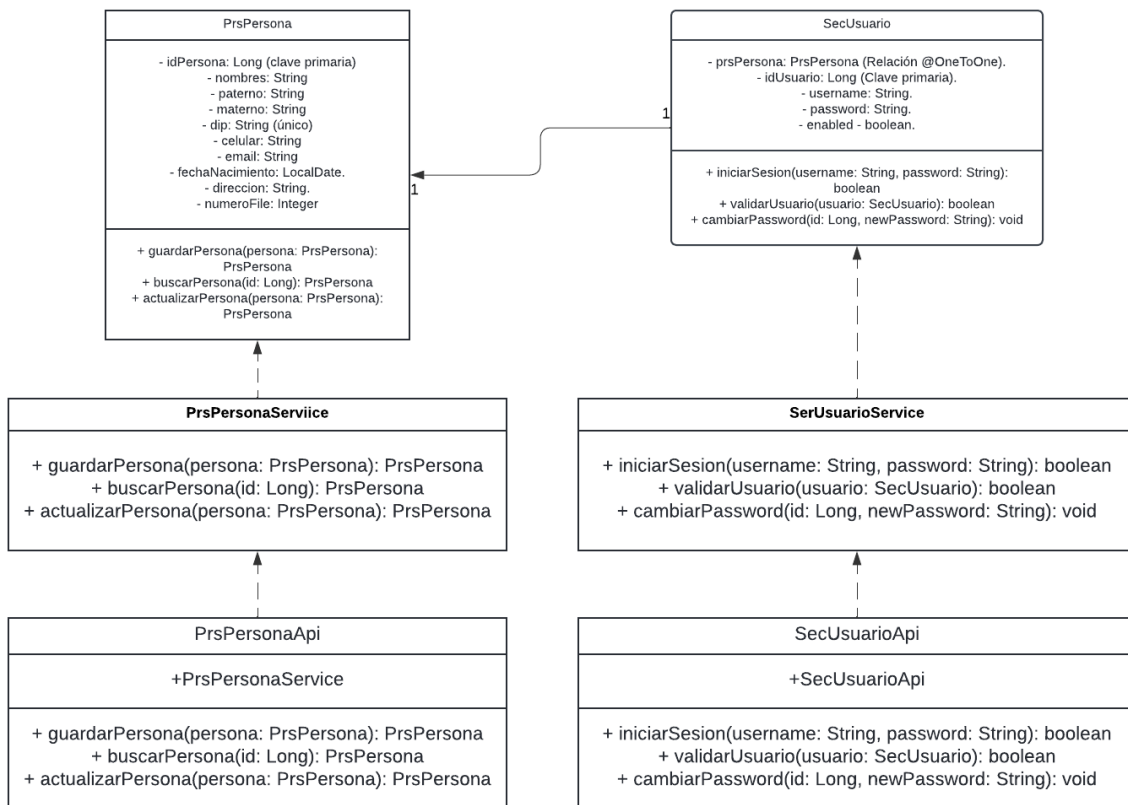 PrsPersona
- idPersona: Long (clave primaria)
- nombres: String
- paterno: String
- materno: String
- dip: String (único)
- celular: String
- email: String
- fechaNacimiento: LocalDate.
- direccion: String.
- numeroFile: Integer
+ guardarPersona(persona: PrsPersona):
PrsPersona
+ buscarPersona(id: Long): PrsPersona
+ actualizarPersona(persona: PrsPersona):
PrsPersona
1
1
SecUsuario
- prsPersona: PrsPersona (Relación @OneToOne).
- idUsuario: Long (Clave primaria).
- username: String.
- password: String.
- enabled - boolean.
+ iniciarSesion(username: String, password: String):
boolean
+ validarUsuario(usuario: SecUsuario): boolean
+ cambiarPassword(id: Long, newPassword: String): void
PrsPersonaServiice
+ guardarPersona(persona: PrsPersona): PrsPersona
+ buscarPersona(id: Long): PrsPersona
+ actualizarPersona(persona: PrsPersona): PrsPersona
SerUsuarioService
+ iniciarSesion(username: String, password: String): boolean
+ validarUsuario(usuario: SecUsuario): boolean
+ cambiarPassword(id: Long, newPassword: String): void
PrsPersonaApi
+PrsPersonaService
+ guardarPersona(persona: PrsPersona): PrsPersona
+ buscarPersona(id: Long): PrsPersona
+ actualizarPersona(persona: PrsPersona): PrsPersona
SecUsuarioApi
+SecUsuarioApi
+ iniciarSesion(username: String, password: String): boolean
+ validarUsuario(usuario: SecUsuario): boolean
+ cambiarPassword(id: Long, newPassword: String): void